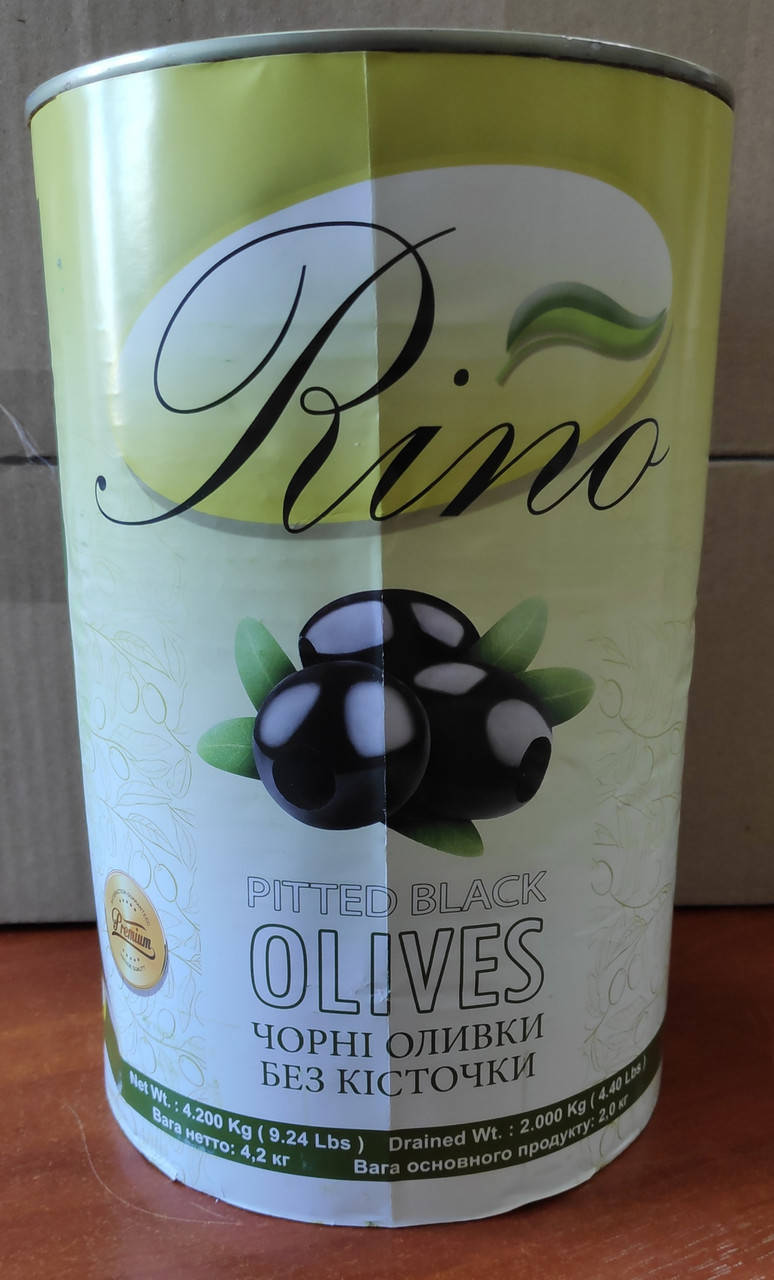 Rino
PITTED BLACK
OLIVES
ЧОРНІ ОЛИВКИ
БЕЗ КІСТОЧКИ
Premium
Net Wt. : 4.200 Kg ( 9.24 Lbs ) Drained Wt. : 2.000 Kg ( 4.40 Lbs )
Вага нетто: 4,2 кг Вага основного продукту: 2,0 кг